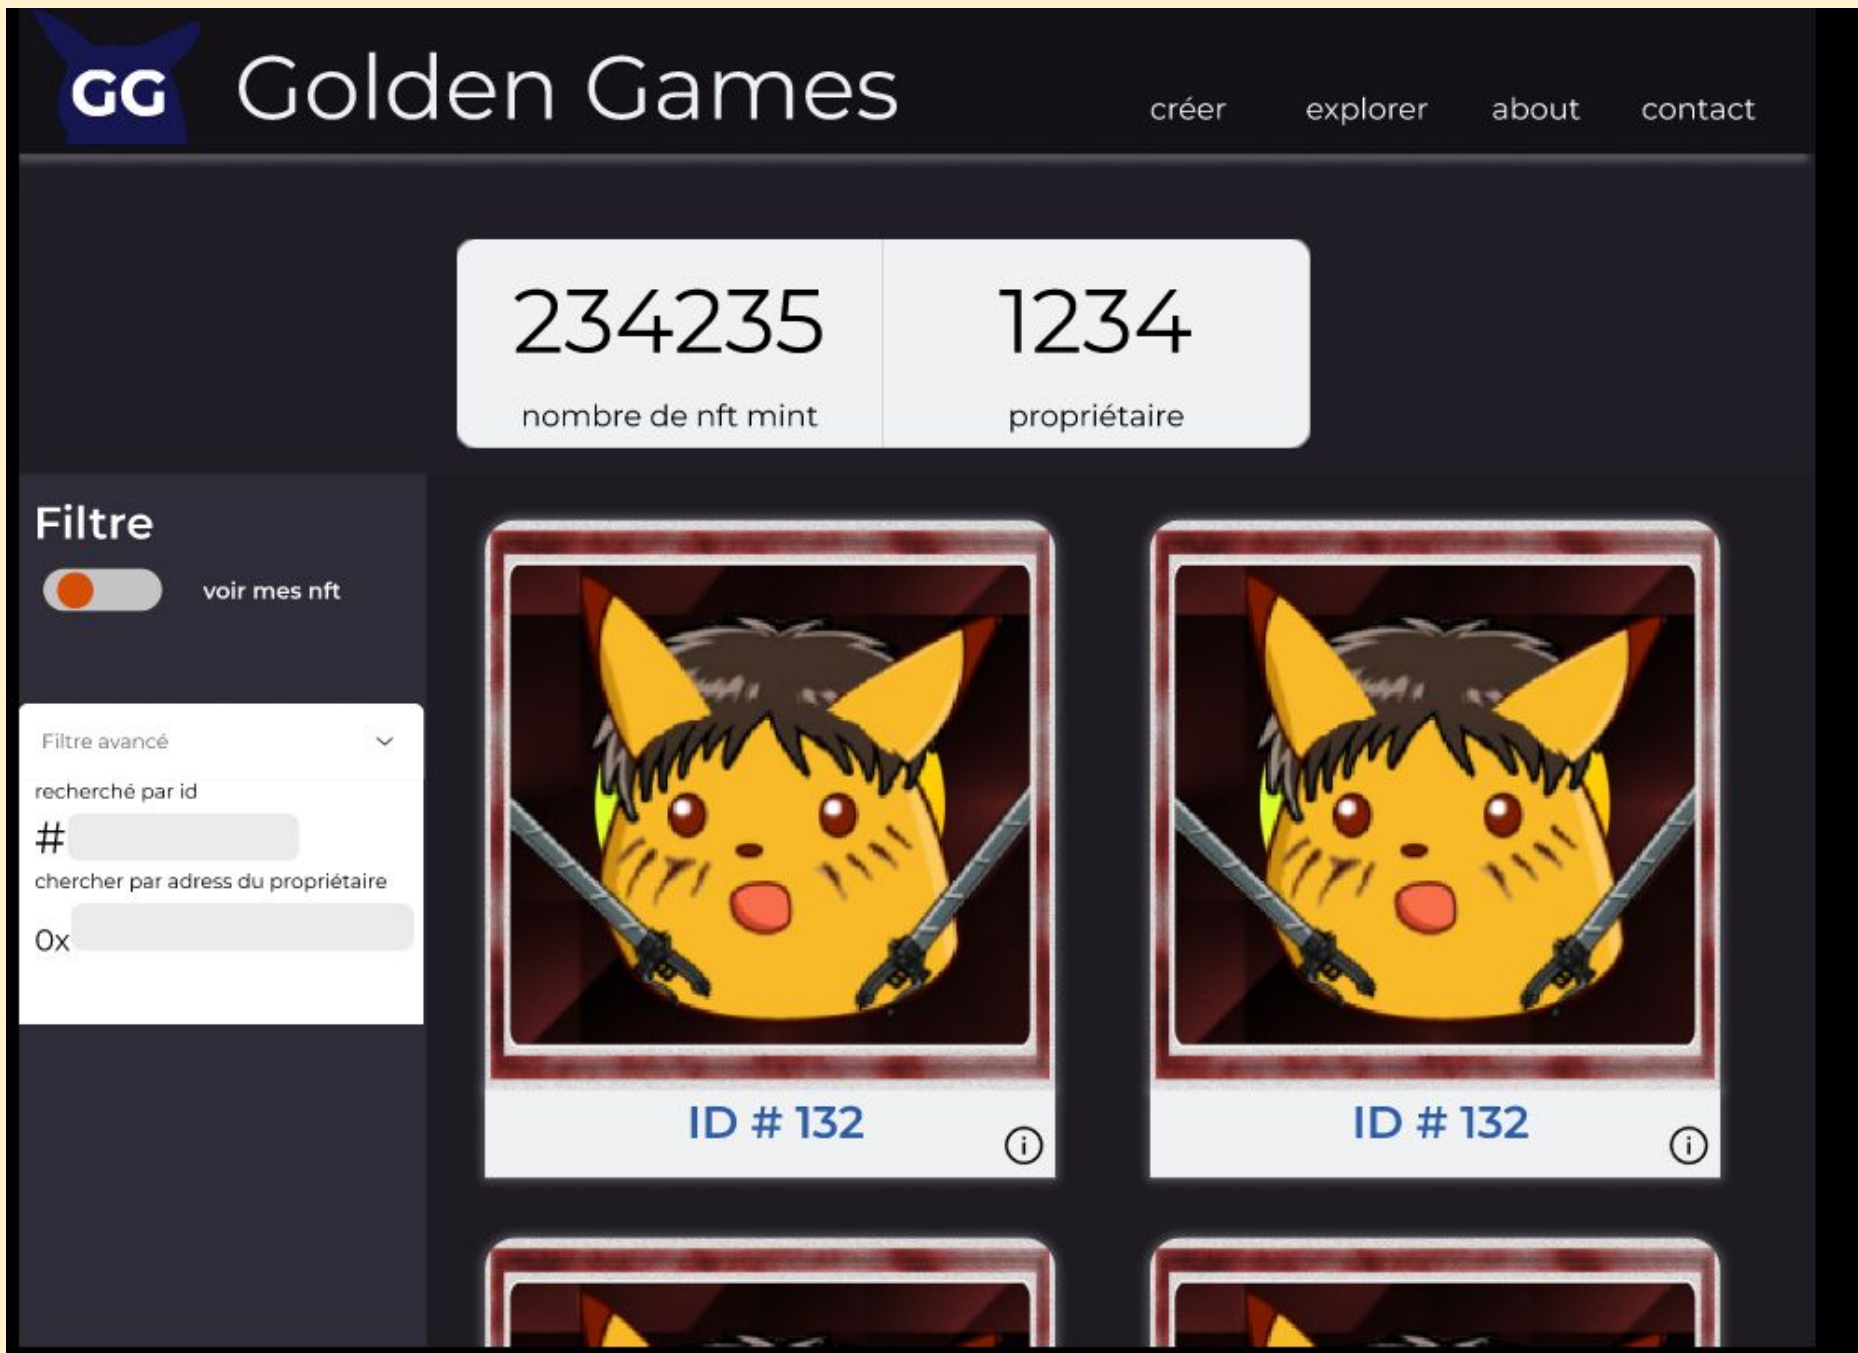 GG Golden Games créer explorer about contact
234235 1234
nombre de nft mint propriétaire
Filtre
voir mes nft
Filtre avancé
recherché par id
#
chercher par adress du propriétaire
0x
ID # 132 ID # 132